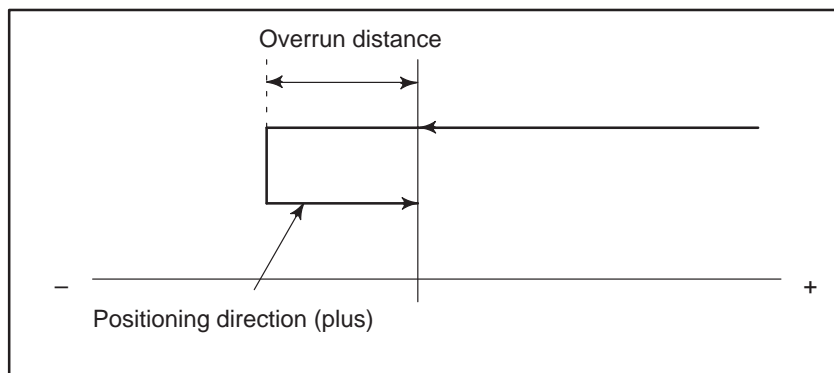 Overrun distance
– +
Positioning direction (plus)